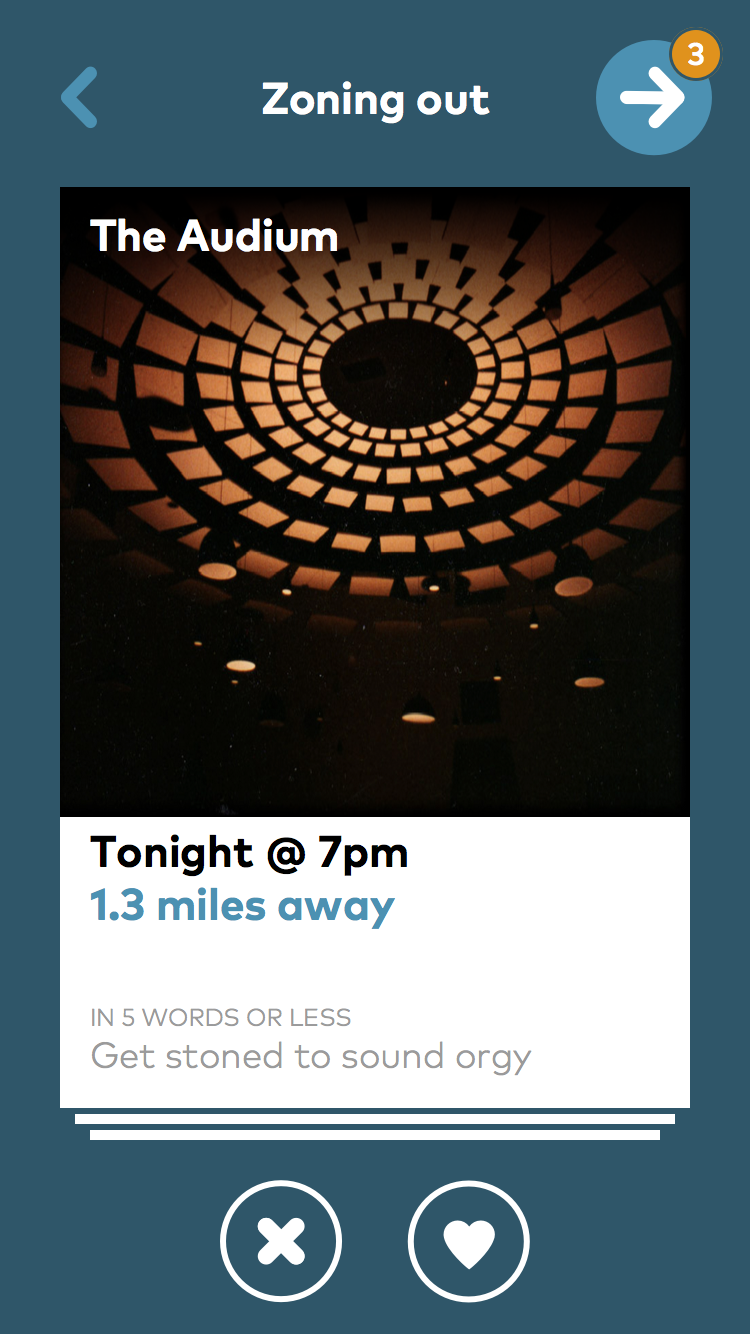 Zoning out
3
The Audium
Tonight @ 7pm
1.3 miles away
IN 5 WORDS OR LESS
Get stoned to sound orgy